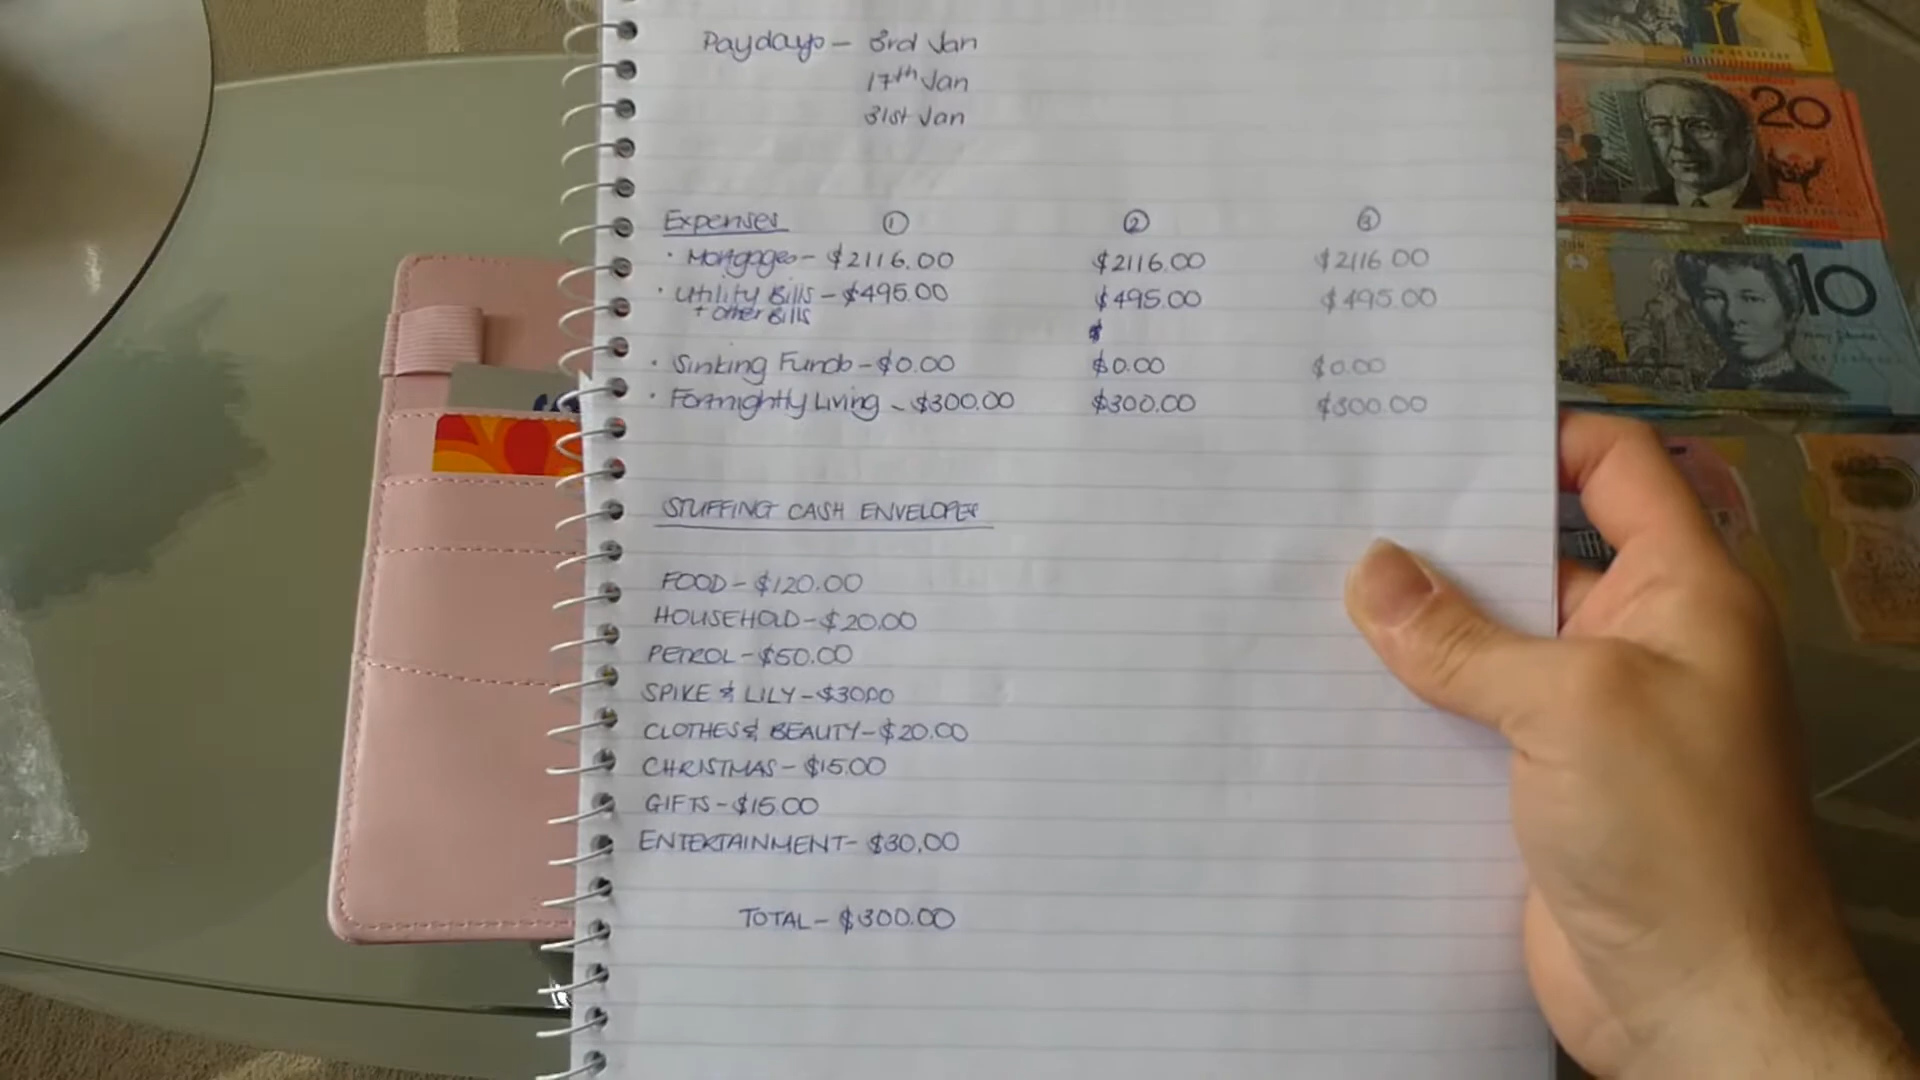 Paydays - 3rd Jan
17th Jan
31st Jan
Expenses ① ② ③
• Mortgages - $2116.00 $2116.00 $2116.00
• Utility Bills - $495.00 $495.00 $495.00
+ other Bills $
• Sinking Funds - $0.00 $0.00 $0.00
• Fortnightly Living - $300.00 $300.00 $300.00
STUFFING CASH ENVELOPES
FOOD - $120.00
HOUSEHOLD - $20.00
PETROL - $50.00
SPIKE & LILY - $30.00
CLOTHES & BEAUTY - $20.00
CHRISTMAS - $15.00
GIFTS - $15.00
ENTERTAINMENT - $30.00
TOTAL - $300.00
20
10